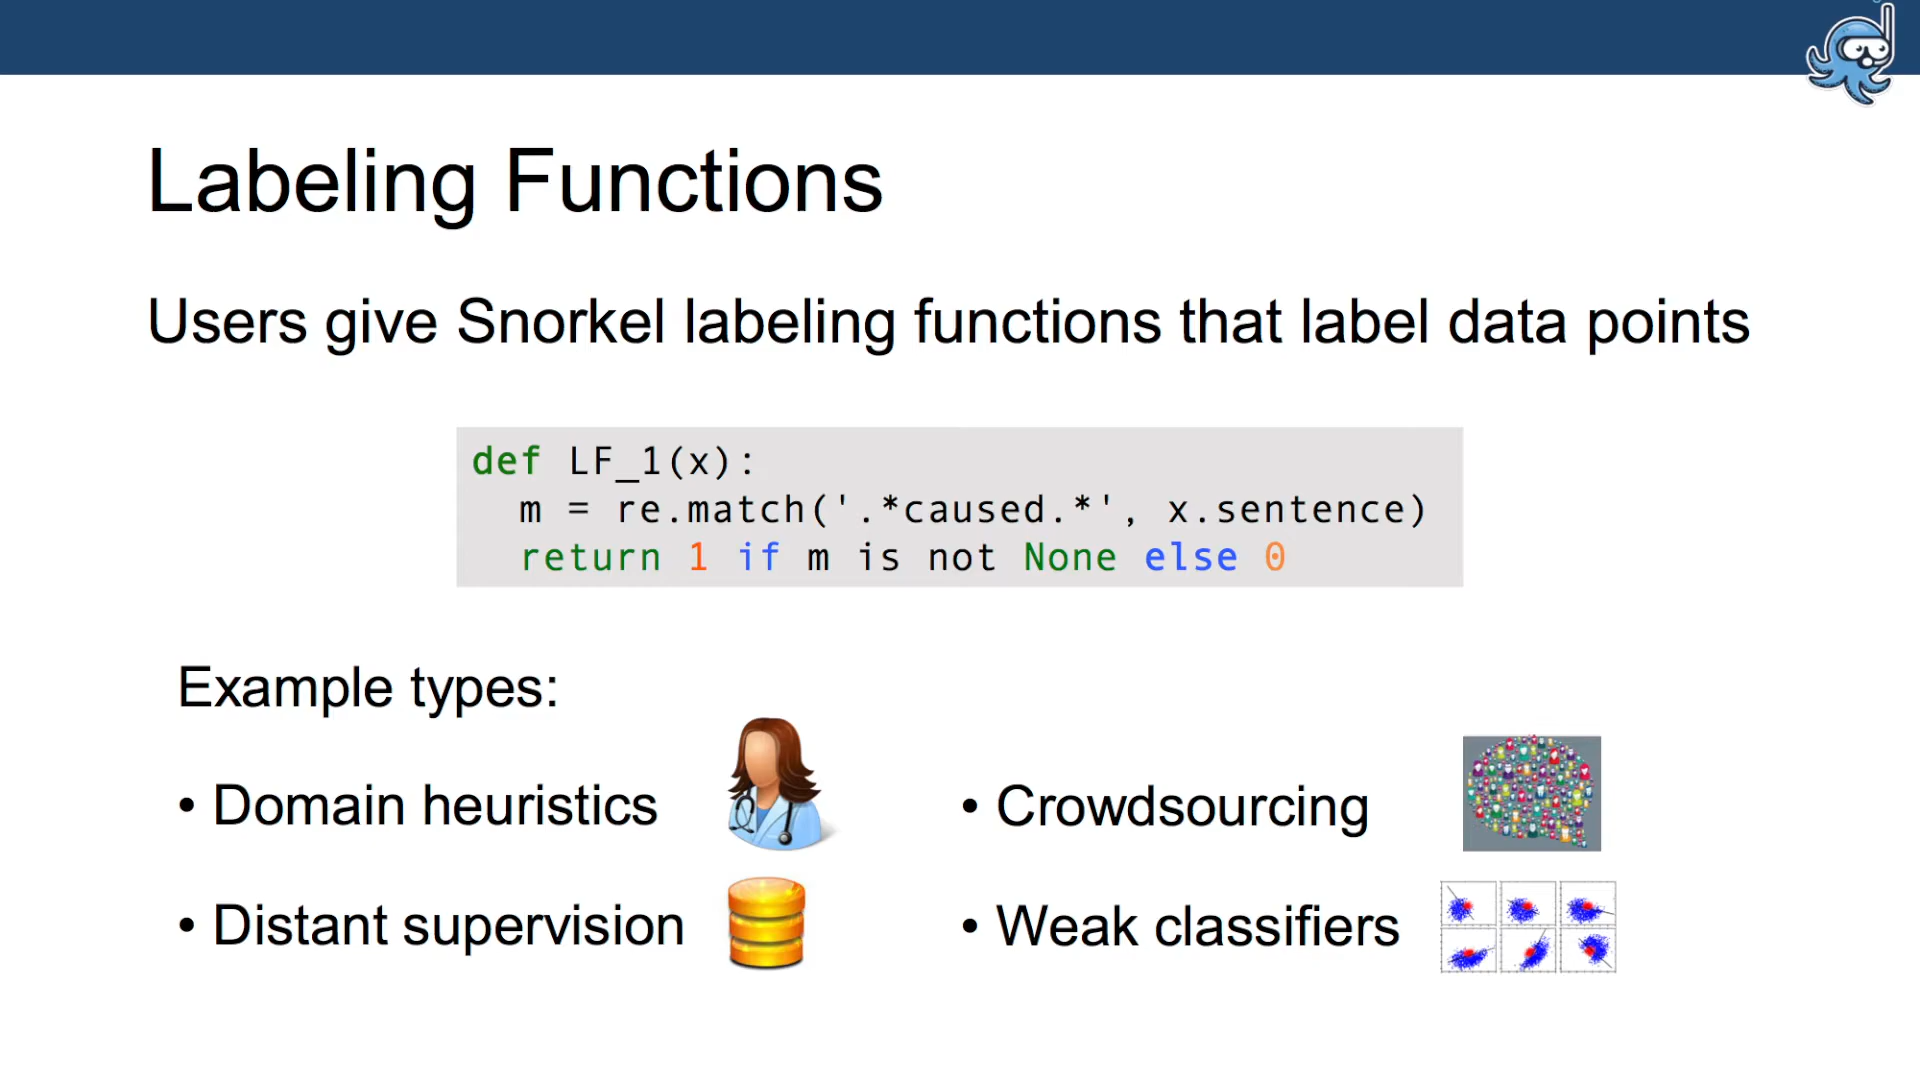 Labeling Functions
Users give Snorkel labeling functions that label data points
def LF_1(x):
  m = re.match('.*caused.*', x.sentence)
  return 1 if m is not None else 0
Example types:
• Domain heuristics
• Distant supervision
• Crowdsourcing
• Weak classifiers